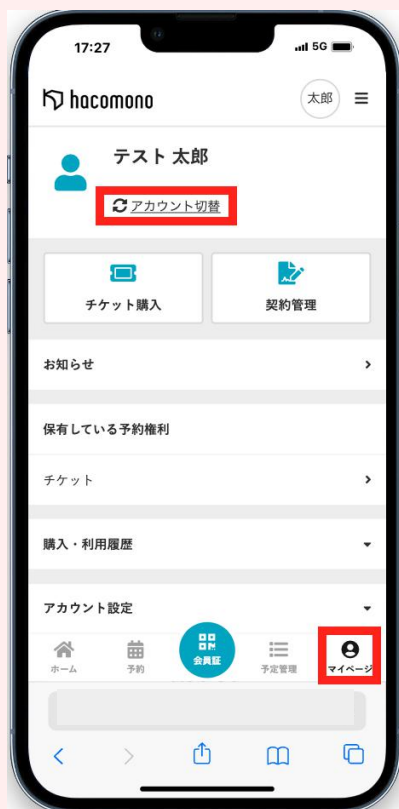 17:27
5G
hacomono
太郎
テスト 太郎
アカウント切替
チケット購入
契約管理
お知らせ
保有している予約権利
チケット
購入・利用履歴
アカウント設定
ホーム
予約
会員証
予定管理
マイページ